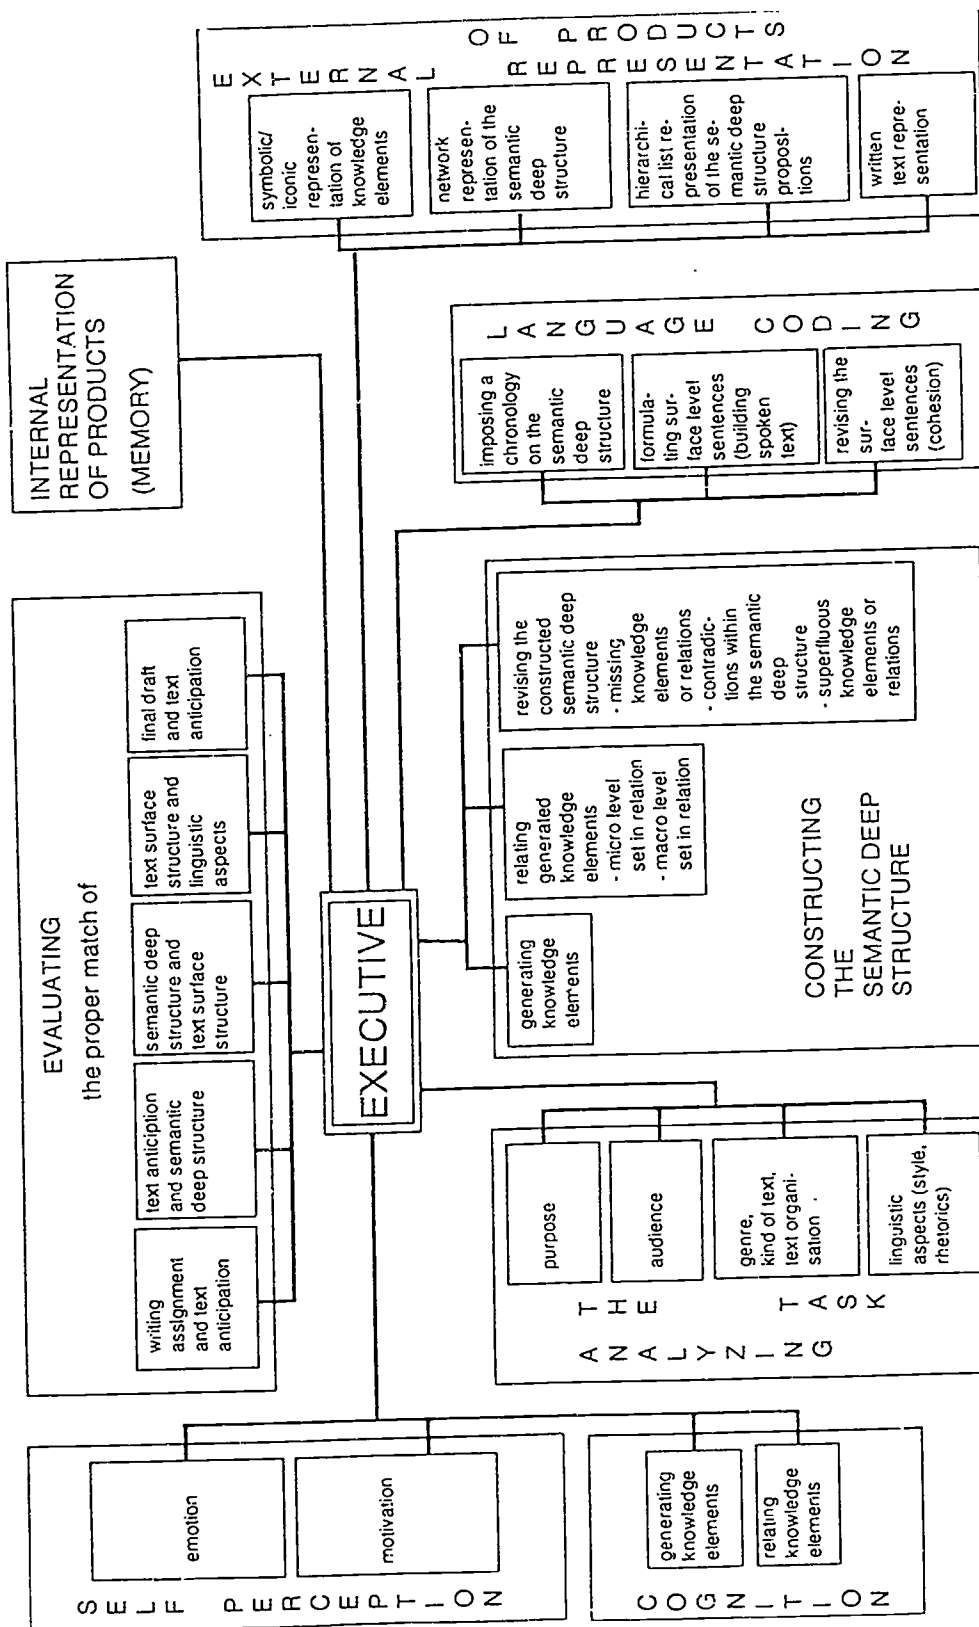 EVALUATING
the proper match of
writing
assignment
and text
anticipation
text anticiption
and semantic
deep structure
semantic deep
structure and
text surface
structure
text surface
structure and
linguistic
aspects
final draft
and text
anticipation
INTERNAL
REPRESENTATION
OF PRODUCTS
(MEMORY)
EXECUTIVE
SELF PERCEPTION
emotion
motivation
COGNITION
generating
knowledge
elements
relating
knowledge
elements
ANALYZING
THE TASK
purpose
audience
genre,
kind of text,
text organi-
sation .
linguistic
aspects (style,
rhetorics)
generating
knowledge
elements
relating
generated
knowledge
elements
- micro level
set in relation
- macro level
set in relation
revising the
constructed
semantic deep
structure
- missing
knowledge
elements
or relations
- contradic-
tions within
the semantic
deep
structure
- superfluous
knowledge
elements or
relations
CONSTRUCTING
THE
SEMANTIC DEEP
STRUCTURE
LANGUAGE CODING
imposing a
chronology
on the
semantic
deep
structure
formula-
ting sur-
face level
sentences
(building
spoken
text)
revising the
sur-
face level
sentences
(cohesion)
EXTERNAL
REPRESENTATION
OF PRODUCTS
symbolic/
iconic
represen-
tation of
knowledge
elements
network
represen-
tation of the
semantic
deep
structure
hierarchi-
cal list re-
presentation
of the se-
mantic deep
structure
proposi-
tions
written
text repre-
sentation